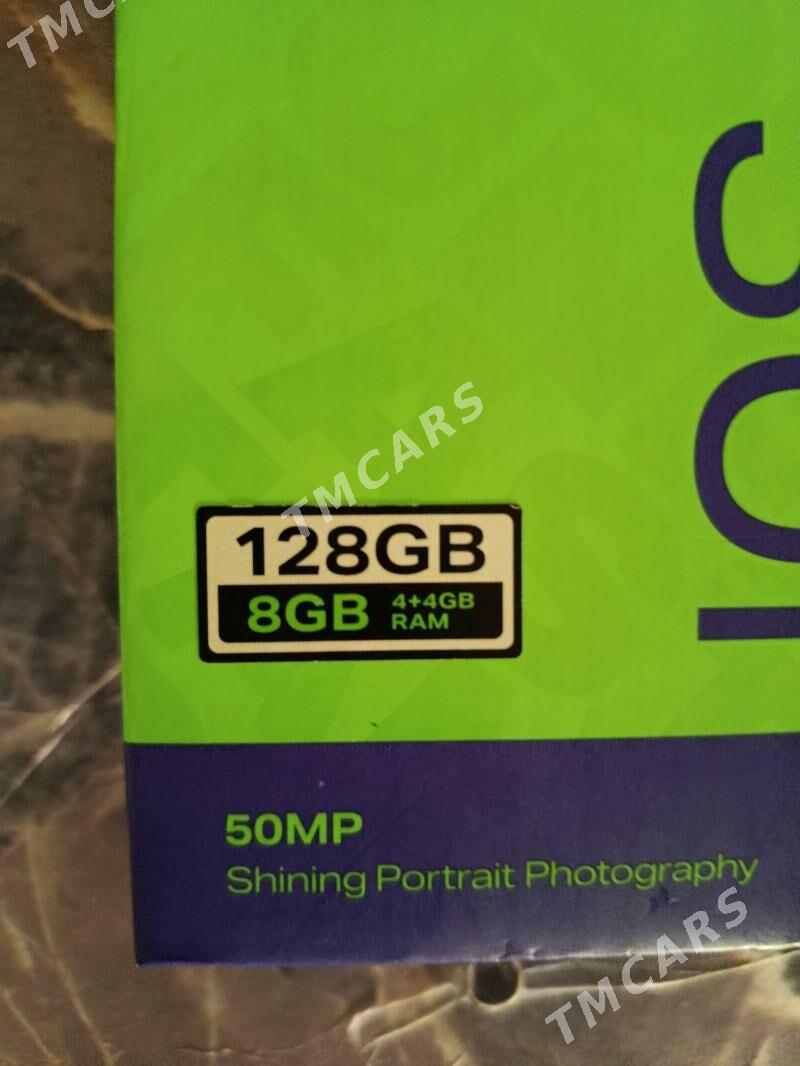 TMCARS
TMCARS
128GB
8GB 4+4GB
RAM
50MP
Shining Portrait Photography
TMCARS